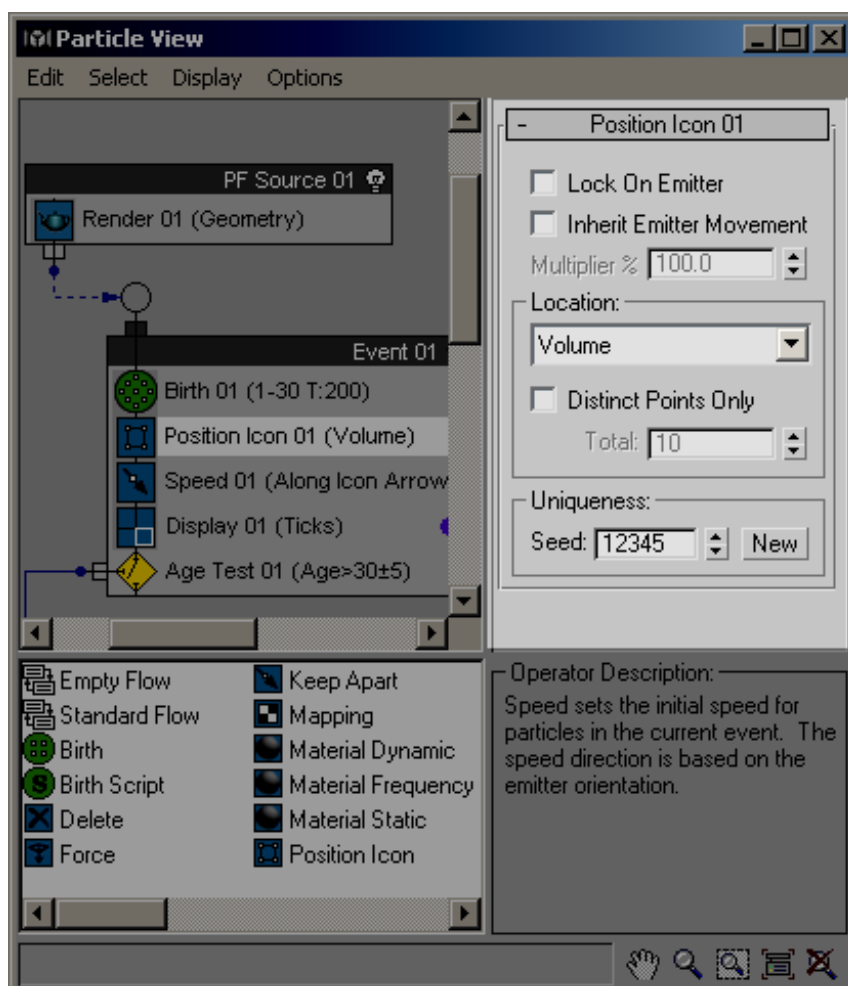 Particle View
Edit Select Display Options
PF Source 01
Render 01 (Geometry)
Event 01
Birth 01 (1-30 T:200)
Position Icon 01 (Volume)
Speed 01 (Along Icon Arrow
Display 01 (Ticks)
Age Test 01 (Age>30±5)
- Position Icon 01
Lock On Emitter
Inherit Emitter Movement
Multiplier % 100.0
Location:
Volume
Distinct Points Only
Total: 10
Uniqueness:
Seed: 12345 New
Empty Flow
Standard Flow
Birth
Birth Script
Delete
Force
Keep Apart
Mapping
Material Dynamic
Material Frequency
Material Static
Position Icon
Operator Description:
Speed sets the initial speed for
particles in the current event. The
speed direction is based on the
emitter orientation.